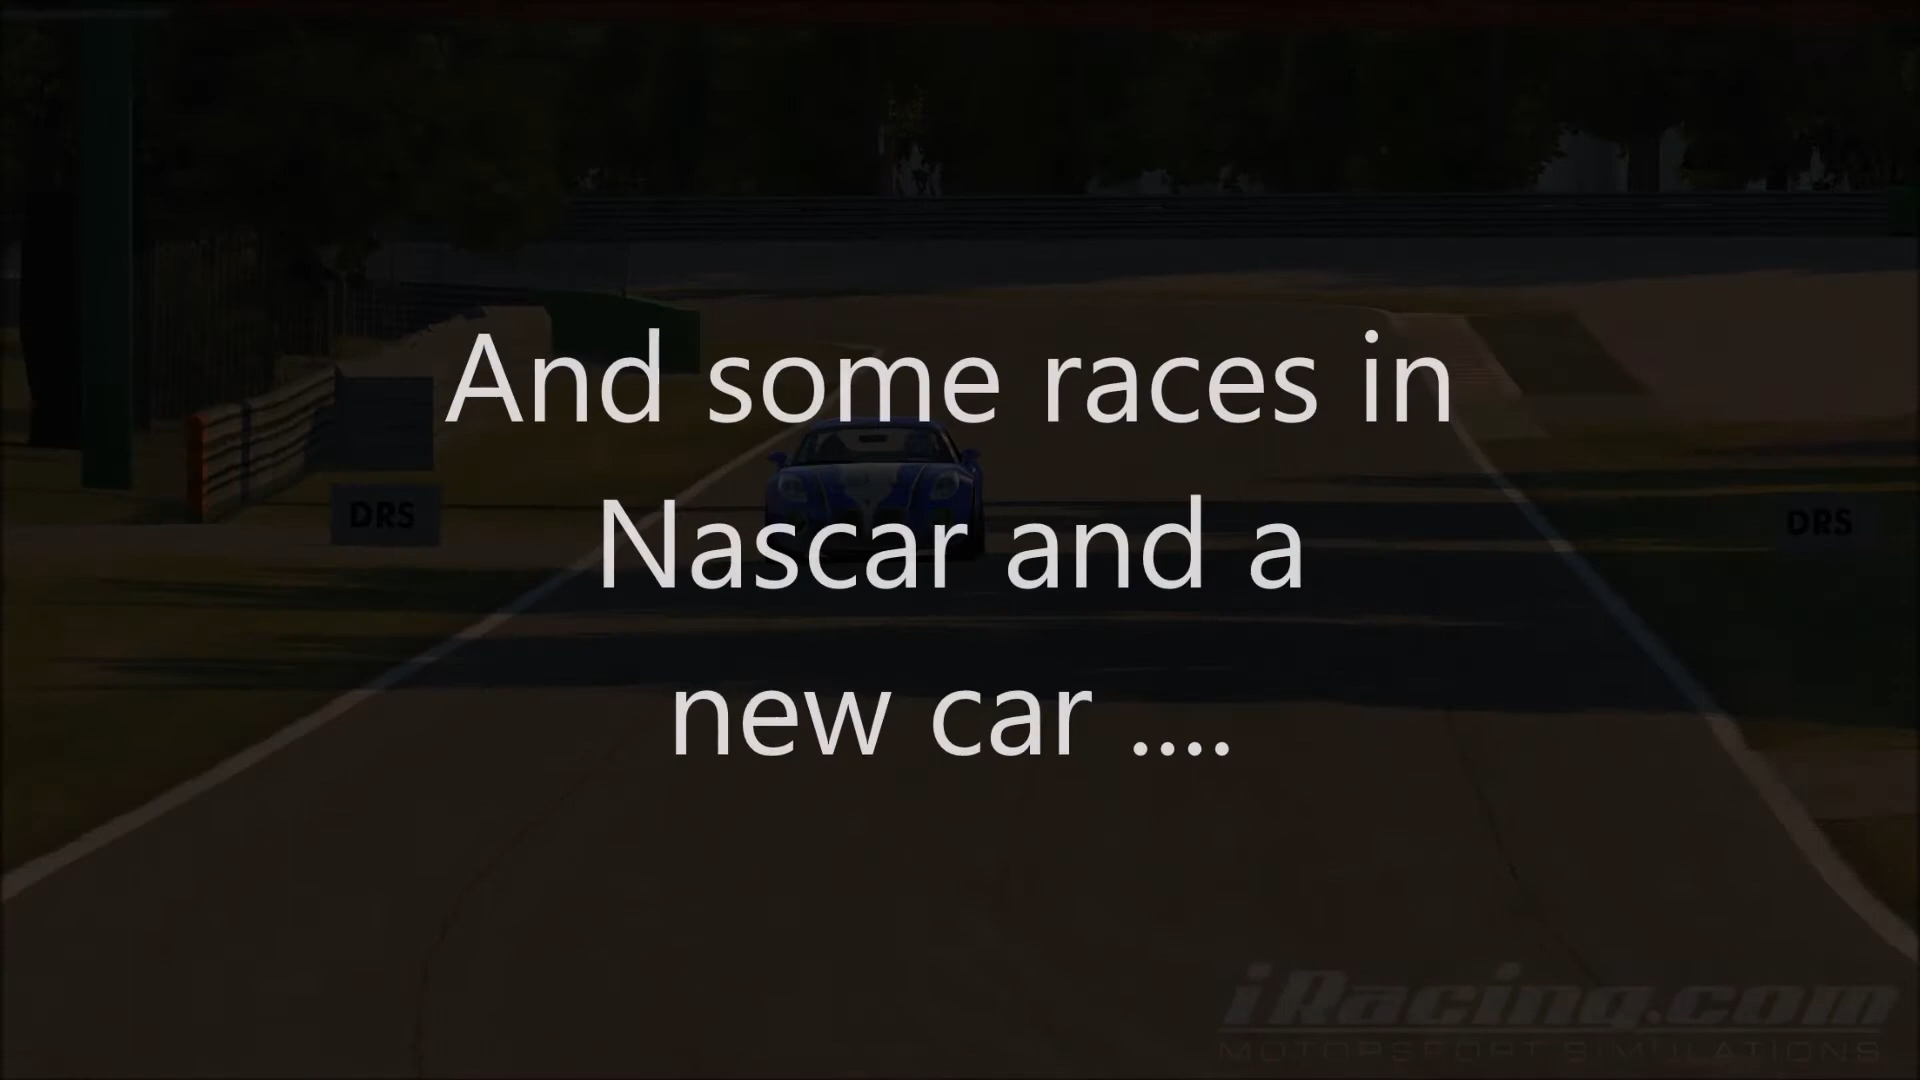 And some races in
Nascar and a
new car ....
DRS
DRS
iRacing.com
MOTORSPORT SIMULATIONS